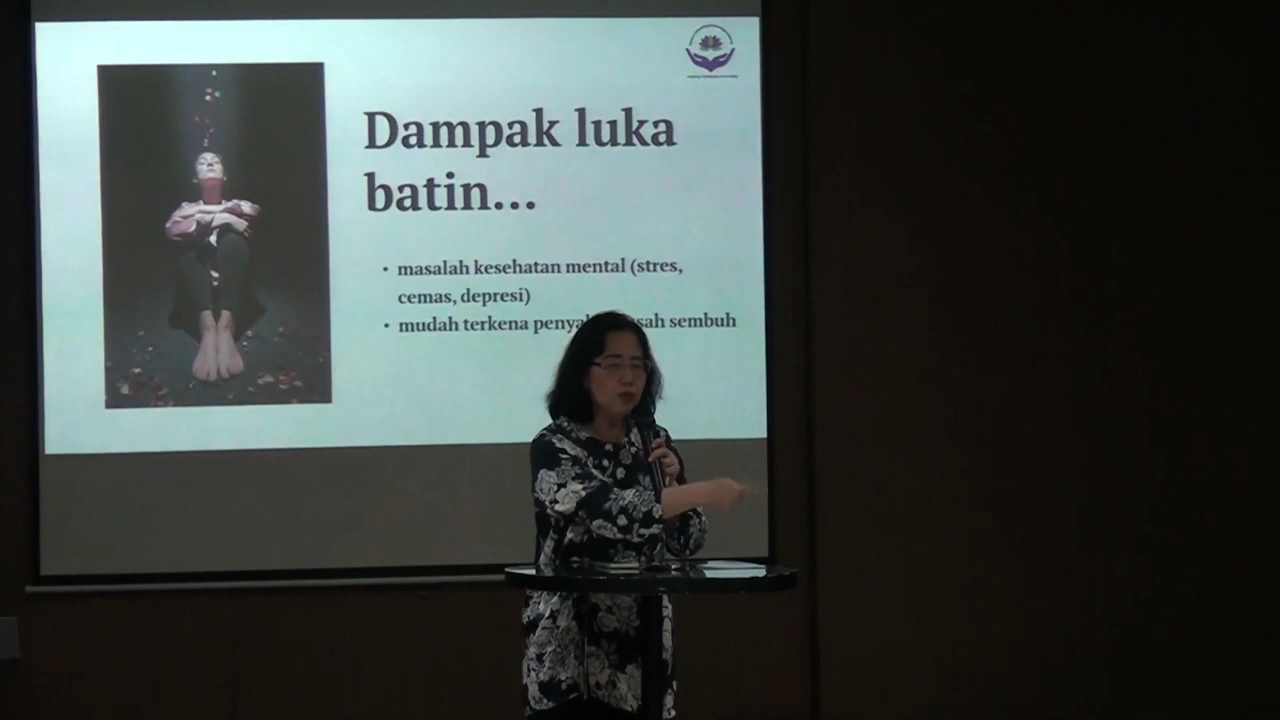 Dampak luka
batin...
• masalah kesehatan mental (stres,
cemas, depresi)
• mudah terkena sembuh